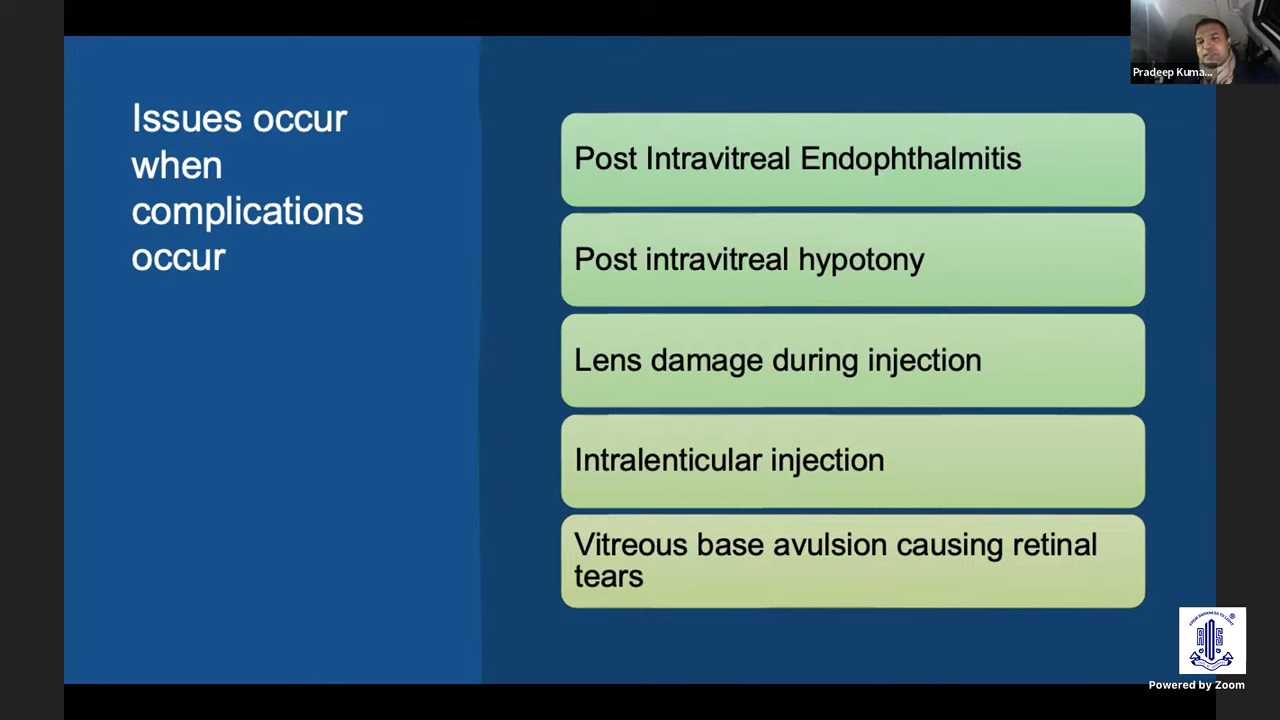 Issues occur
when
complications
occur
Post Intravitreal Endophthalmitis
Post intravitreal hypotony
Lens damage during injection
Intralenticular injection
Vitreous base avulsion causing retinal
tears
Pradeep Kuma...
Powered by Zoom